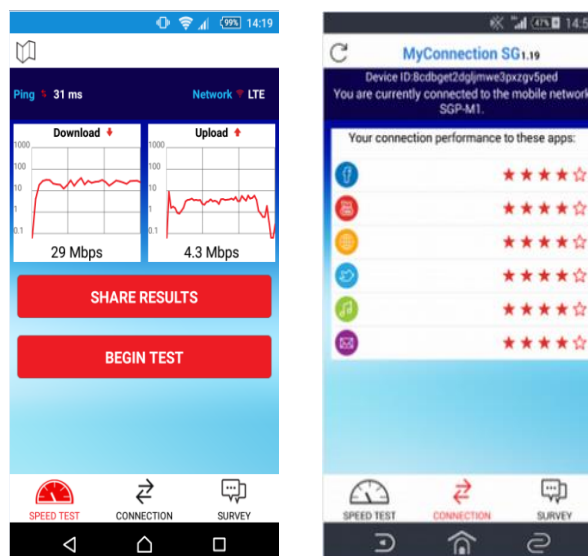 99% 14:19
Ping 31 ms
Network LTE
Download
1000
100
10
1
0.1
29 Mbps
Upload
1000
100
10
1
0.1
4.3 Mbps
SHARE RESULTS
BEGIN TEST
SPEED TEST CONNECTION SURVEY
47% 14:5
MyConnection SG1.19
Device ID:8cdbget2dgljmwe3pxzgv5ped
You are currently connected to the mobile network
SGP-M1.
Your connection performance to these apps:
SPEED TEST CONNECTION SURVEY